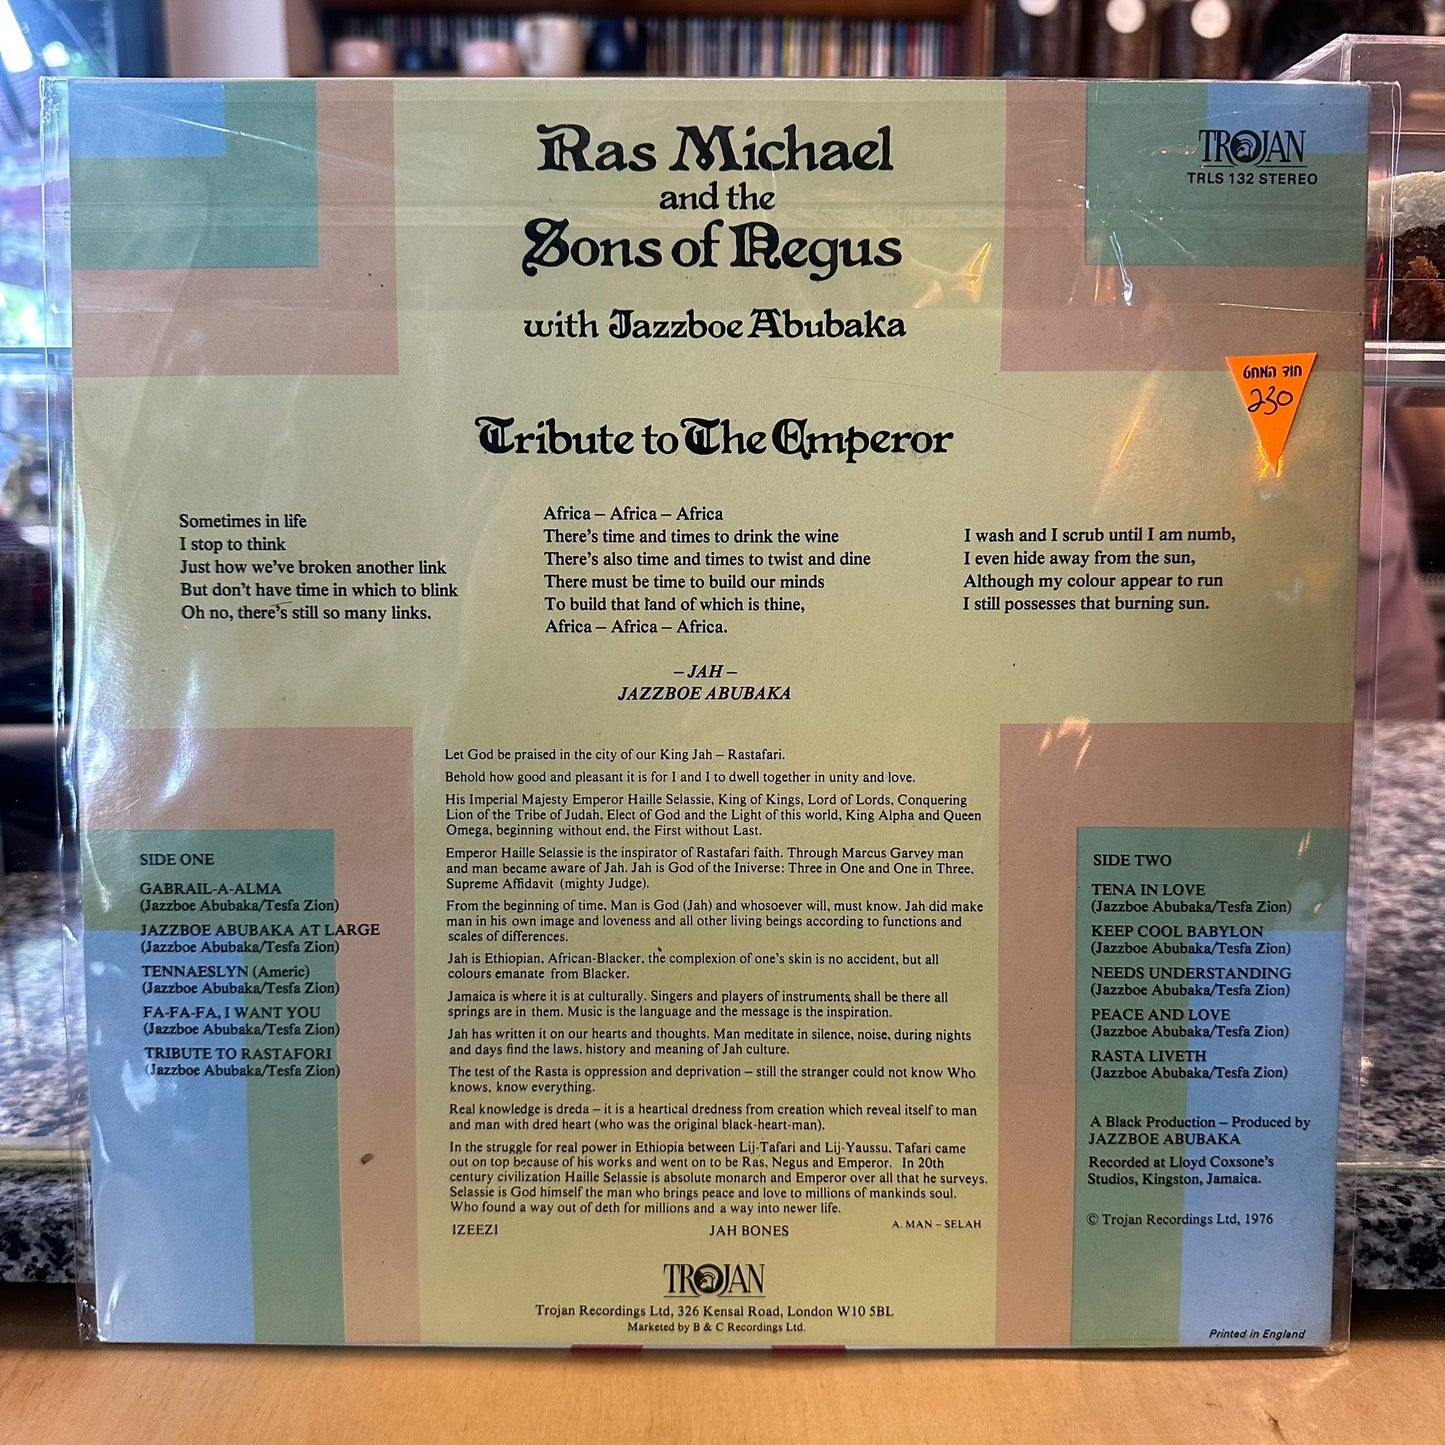 Ras Michael
and the
Sons of Negus
with Jazzboe Abubaka
TROJAN
TRLS 132 STEREO
חוד המחט
230
Tribute to The Emperor
Sometimes in life
I stop to think
Just how we've broken another link
But don't have time in which to blink
Oh no, there's still so many links.
Africa – Africa – Africa
There's time and times to drink the wine
There's also time and times to twist and dine
There must be time to build our minds
To build that land of which is thine,
Africa – Africa – Africa.
I wash and I scrub until I am numb,
I even hide away from the sun,
Although my colour appear to run
I still possesses that burning sun.
– JAH –
JAZZBOE ABUBAKA
Let God be praised in the city of our King Jah – Rastafari.
Behold how good and pleasant it is for I and I to dwell together in unity and love.
His Imperial Majesty Emperor Haille Selassie, King of Kings, Lord of Lords, Conquering
Lion of the Tribe of Judah, Elect of God and the Light of this world, King Alpha and Queen
Omega, beginning without end, the First without Last.
Emperor Haille Selassie is the inspirator of Rastafari faith. Through Marcus Garvey man
and man became aware of Jah. Jah is God of the Iniverse: Three in One and One in Three,
Supreme Affidavit (mighty Judge).
From the beginning of time, Man is God (Jah) and whosoever will, must know. Jah did make
man in his own image and loveness and all other living beings according to functions and
scales of differences.
Jah is Ethiopian, African-Blacker, the complexion of one's skin is no accident, but all
colours emanate from Blacker.
Jamaica is where it is at culturally. Singers and players of instruments shall be there all
springs are in them. Music is the language and the message is the inspiration.
Jah has written it on our hearts and thoughts. Man meditate in silence, noise, during nights
and days find the laws, history and meaning of Jah culture.
The test of the Rasta is oppression and deprivation – still the stranger could not know Who
knows, know everything.
Real knowledge is dreda – it is a heartical dredness from creation which reveal itself to man
and man with dred heart (who was the original black-heart-man).
In the struggle for real power in Ethiopia between Lij-Tafari and Lij-Yaussu, Tafari came
out on top because of his works and went on to be Ras, Negus and Emperor. In 20th
century civilization Haille Selassie is absolute monarch and Emperor over all that he surveys.
Selassie is God himself the man who brings peace and love to millions of mankinds soul.
Who found a way out of deth for millions and a way into newer life.
IZEEZI JAH BONES A. MAN – SELAH
SIDE ONE
GABRAIL-A-ALMA
(Jazzboe Abubaka/Tesfa Zion)
JAZZBOE ABUBAKA AT LARGE
(Jazzboe Abubaka/Tesfa Zion)
TENNAESLYN (Americ)
(Jazzboe Abubaka/Tesfa Zion)
FA-FA-FA, I WANT YOU
(Jazzboe Abubaka/Tesfa Zion)
TRIBUTE TO RASTAFORI
(Jazzboe Abubaka/Tesfa Zion)
SIDE TWO
TENA IN LOVE
(Jazzboe Abubaka/Tesfa Zion)
KEEP COOL BABYLON
(Jazzboe Abubaka/Tesfa Zion)
NEEDS UNDERSTANDING
(Jazzboe Abubaka/Tesfa Zion)
PEACE AND LOVE
(Jazzboe Abubaka/Tesfa Zion)
RASTA LIVETH
(Jazzboe Abubaka/Tesfa Zion)
A Black Production – Produced by
JAZZBOE ABUBAKA
Recorded at Lloyd Coxsone's
Studios, Kingston, Jamaica.
© Trojan Recordings Ltd, 1976
TROJAN
Trojan Recordings Ltd, 326 Kensal Road, London W10 5BL
Marketed by B & C Recordings Ltd.
Printed in England